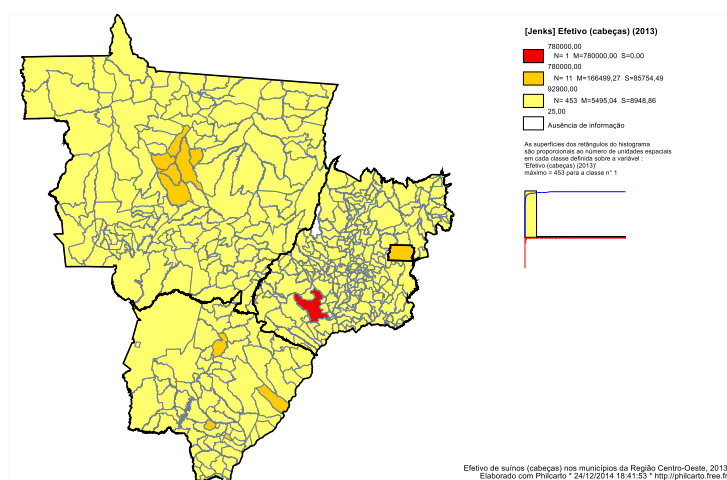 [Jenks] Efetivo (cabeças) (2013)
780000,00
N= 1 M=780000,00 S=0,00
780000,00
N= 11 M=166499,27 S=85754,49
92900,00
N= 453 M=5495,04 S=8948,86
25,00
Ausência de informação
As superfícies dos retângulos do histograma
são proporcionais ao número de unidades espaciais
em cada classe definida sobre a variável :
'Efetivo (cabeças) (2013)'
máximo = 453 para a classe n° 1
Efetivo de suínos (cabeças) nos municípios da Região Centro-Oeste, 2013
Elaborado com Philcarto * 24/12/2014 18:41:53 * http://philcarto.free.fr